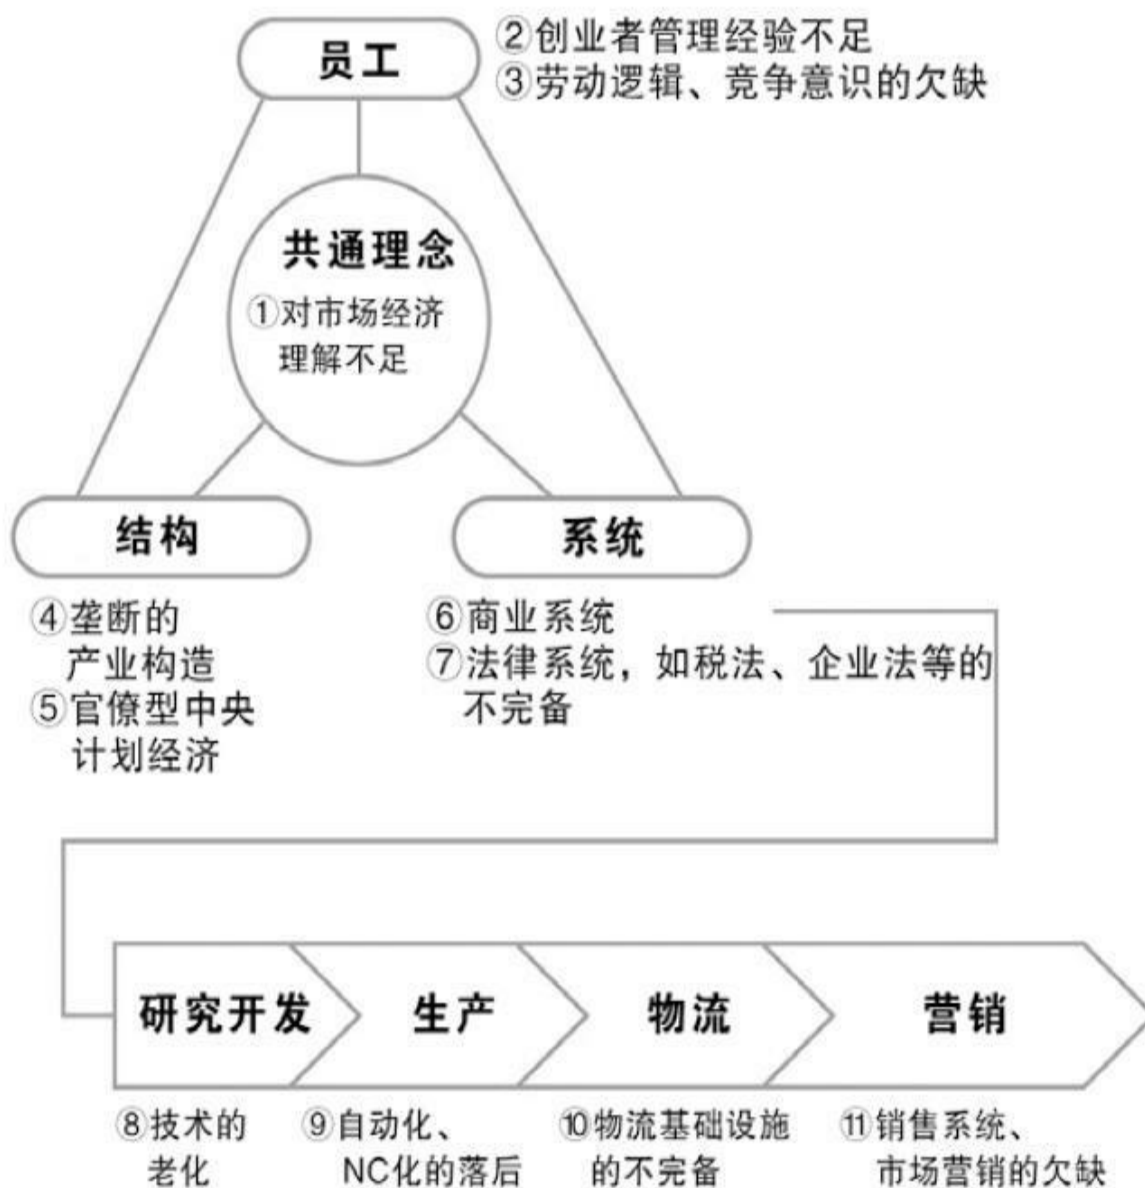 员工
②创业者管理经验不足
③劳动逻辑、竞争意识的欠缺
共通理念
①对市场经济
理解不足
结构
④垄断的
产业构造
⑤官僚型中央
计划经济
系统
⑥商业系统
⑦法律系统，如税法、企业法等的
不完备
研究开发
生产
物流
营销
⑧技术的
老化
⑨自动化、
NC化的落后
⑩物流基础设施
的不完备
⑪销售系统、
市场营销的欠缺